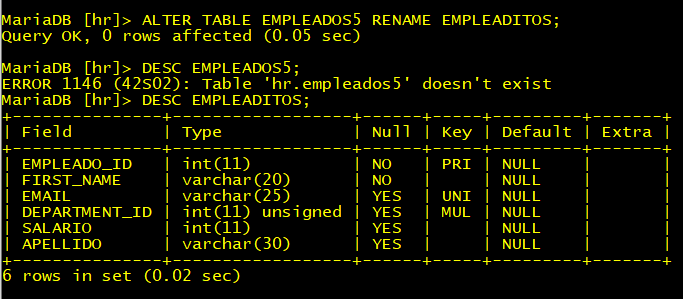 MariaDB [hr]> ALTER TABLE EMPLEADOS5 RENAME EMPLEADITOS;
Query OK, 0 rows affected (0.05 sec)
MariaDB [hr]> DESC EMPLEADOS5;
ERROR 1146 (42S02): Table 'hr.empleados5' doesn't exist
MariaDB [hr]> DESC EMPLEADITOS;
+---------------+------------------+------+-----+---------+-------+
| Field         | Type             | Null | Key | Default | Extra |
+---------------+------------------+------+-----+---------+-------+
| EMPLEADO_ID   | int(11)          | NO   | PRI | NULL    |       |
| FIRST_NAME    | varchar(20)      | NO   |     | NULL    |       |
| EMAIL         | varchar(25)      | YES  | UNI | NULL    |       |
| DEPARTMENT_ID | int(11) unsigned | YES  | MUL | NULL    |       |
| SALARIO       | int(11)          | YES  |     | NULL    |       |
| APELLIDO      | varchar(30)      | YES  |     | NULL    |       |
+---------------+------------------+------+-----+---------+-------+
6 rows in set (0.02 sec)